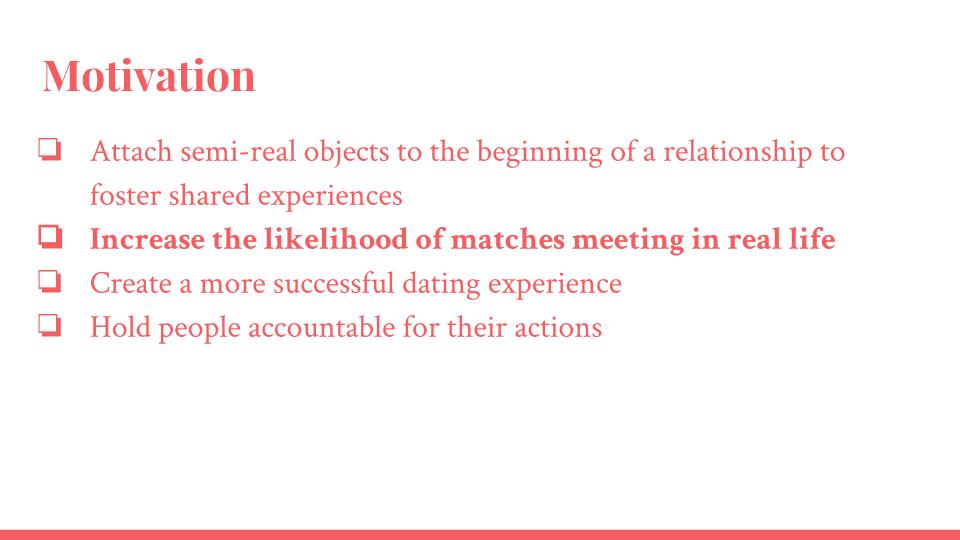 Motivation
❏ Attach semi-real objects to the beginning of a relationship to
foster shared experiences
❏ Increase the likelihood of matches meeting in real life
❏ Create a more successful dating experience
❏ Hold people accountable for their actions